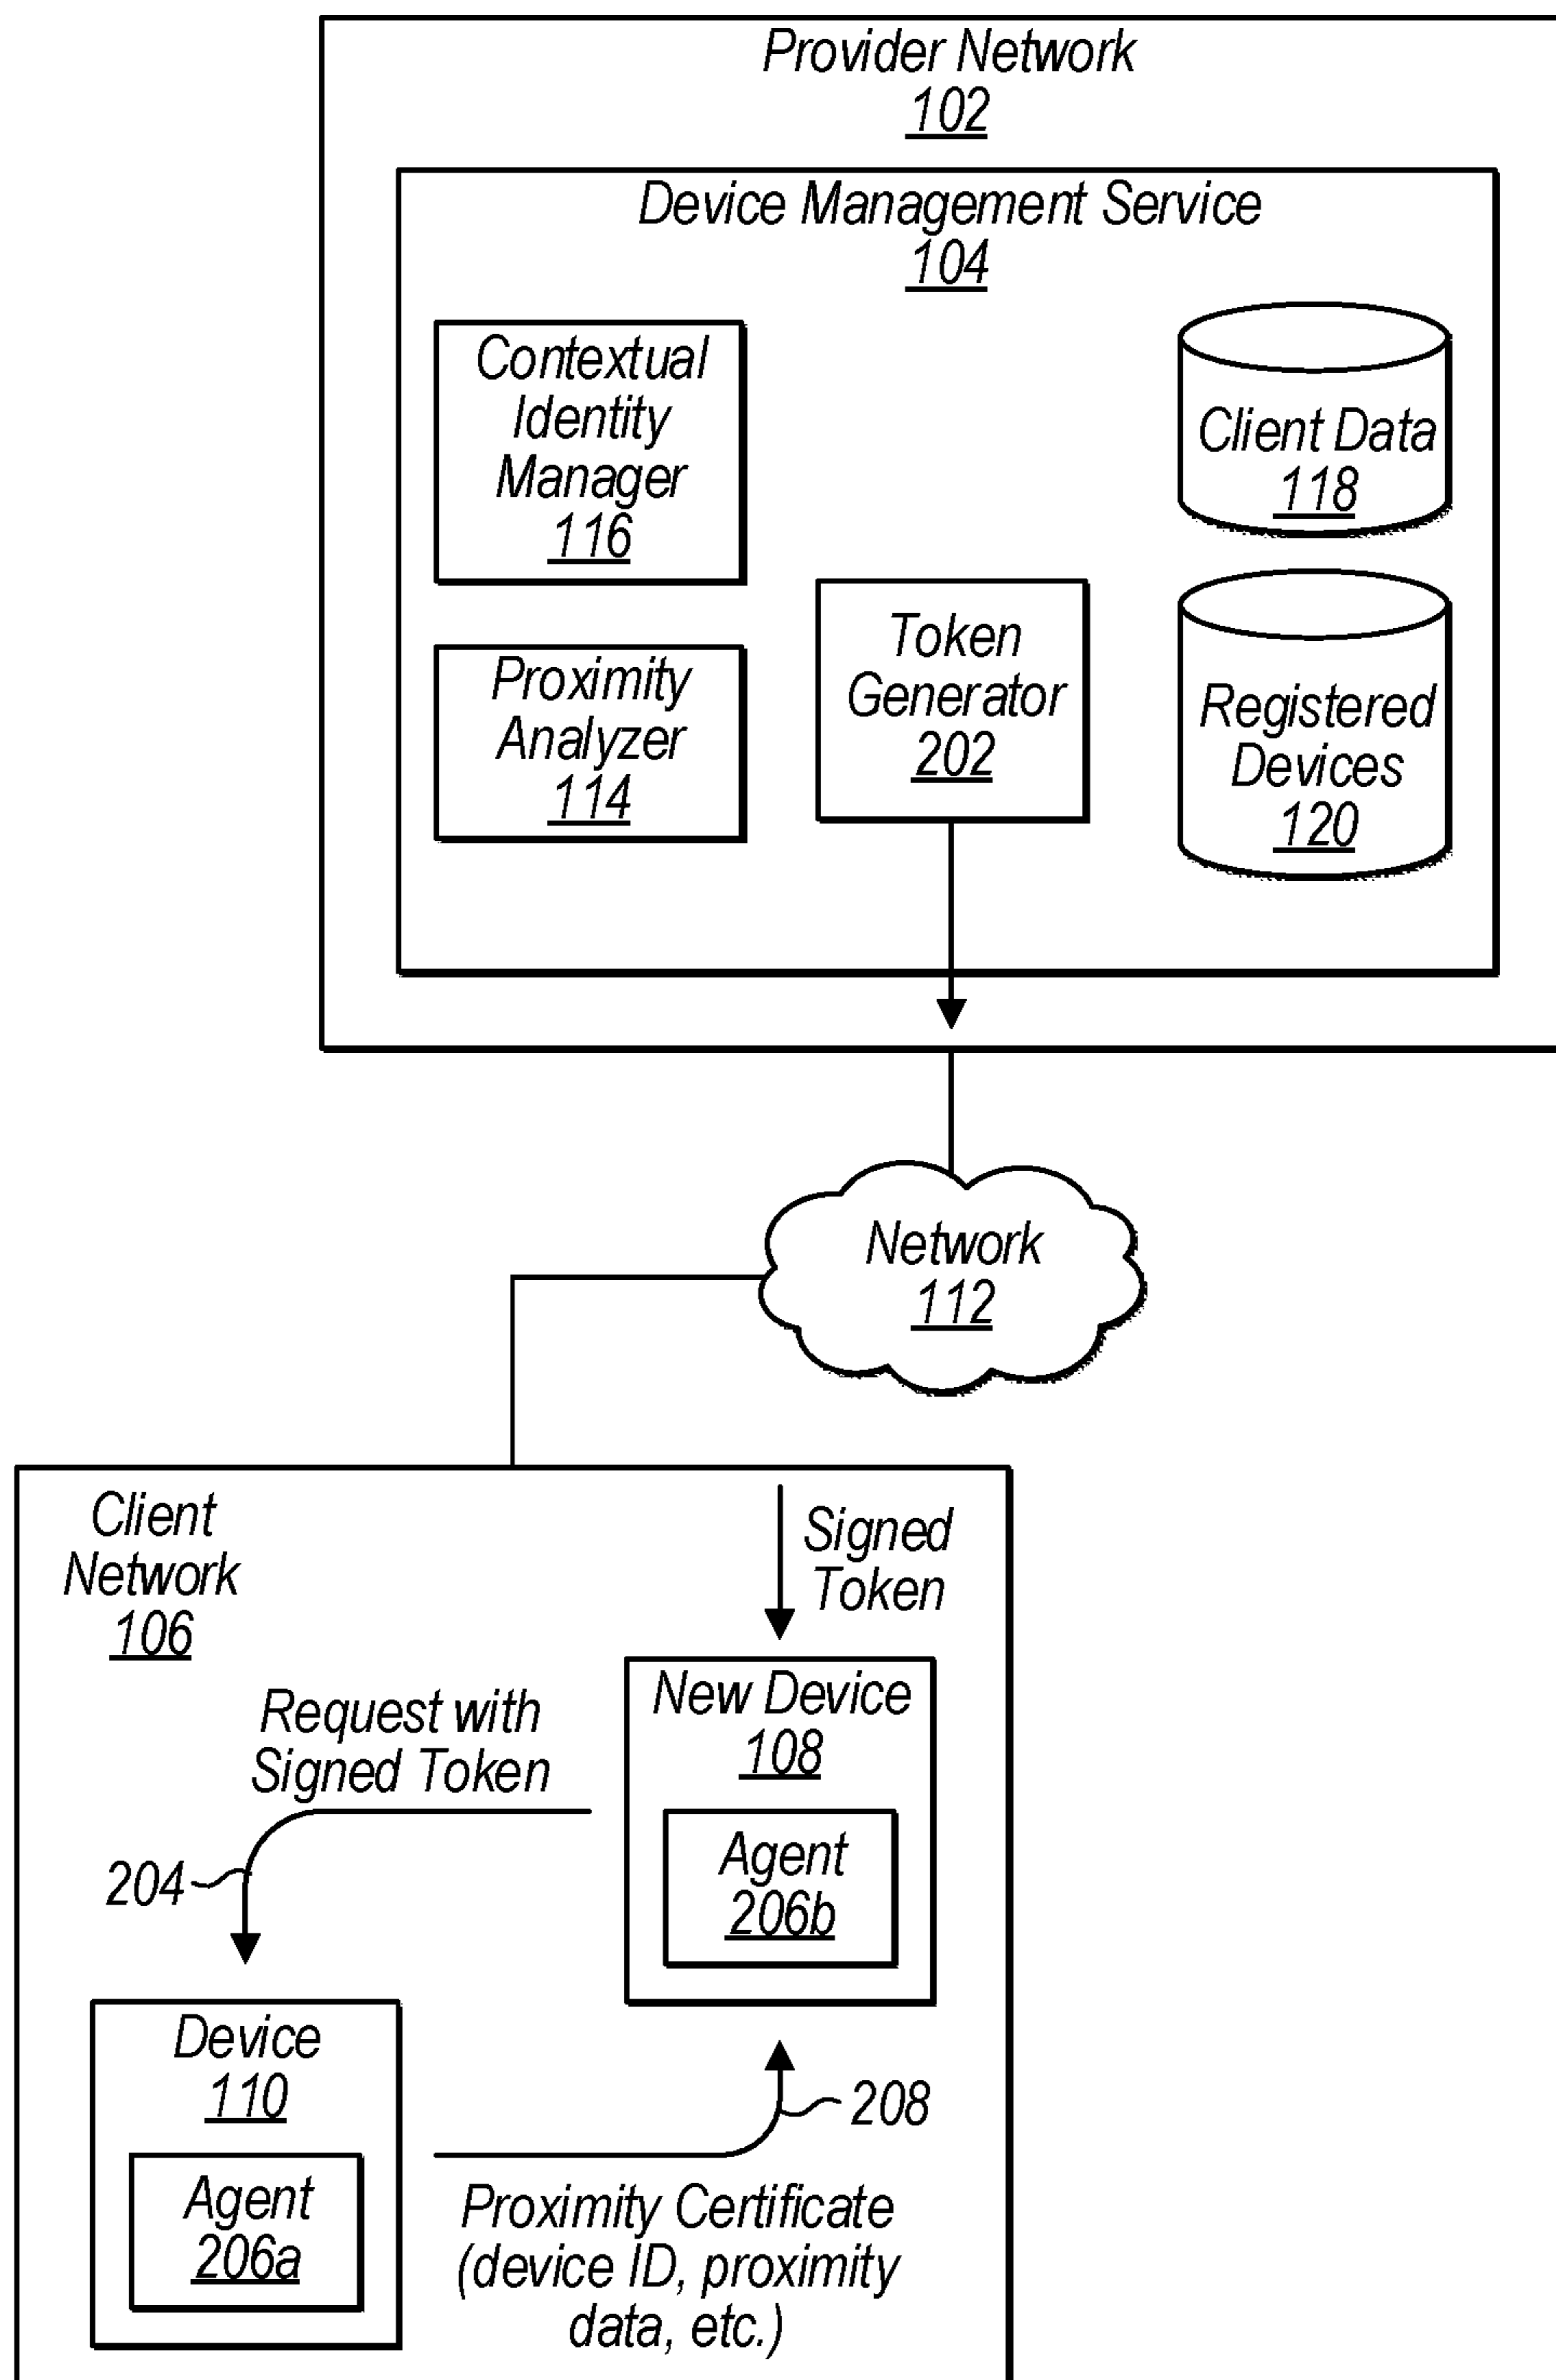 Provider Network
102
Device Management Service
104
Contextual
Identity
Manager
116
Client Data
118
Proximity
Analyzer
114
Token
Generator
202
Registered
Devices
120
Network
112
Client
Network
106
Signed
Token
New Device
108
Agent
206b
Request with
Signed Token
204
Device
110
Agent
206a
208
Proximity Certificate
(device ID, proximity
data, etc.)